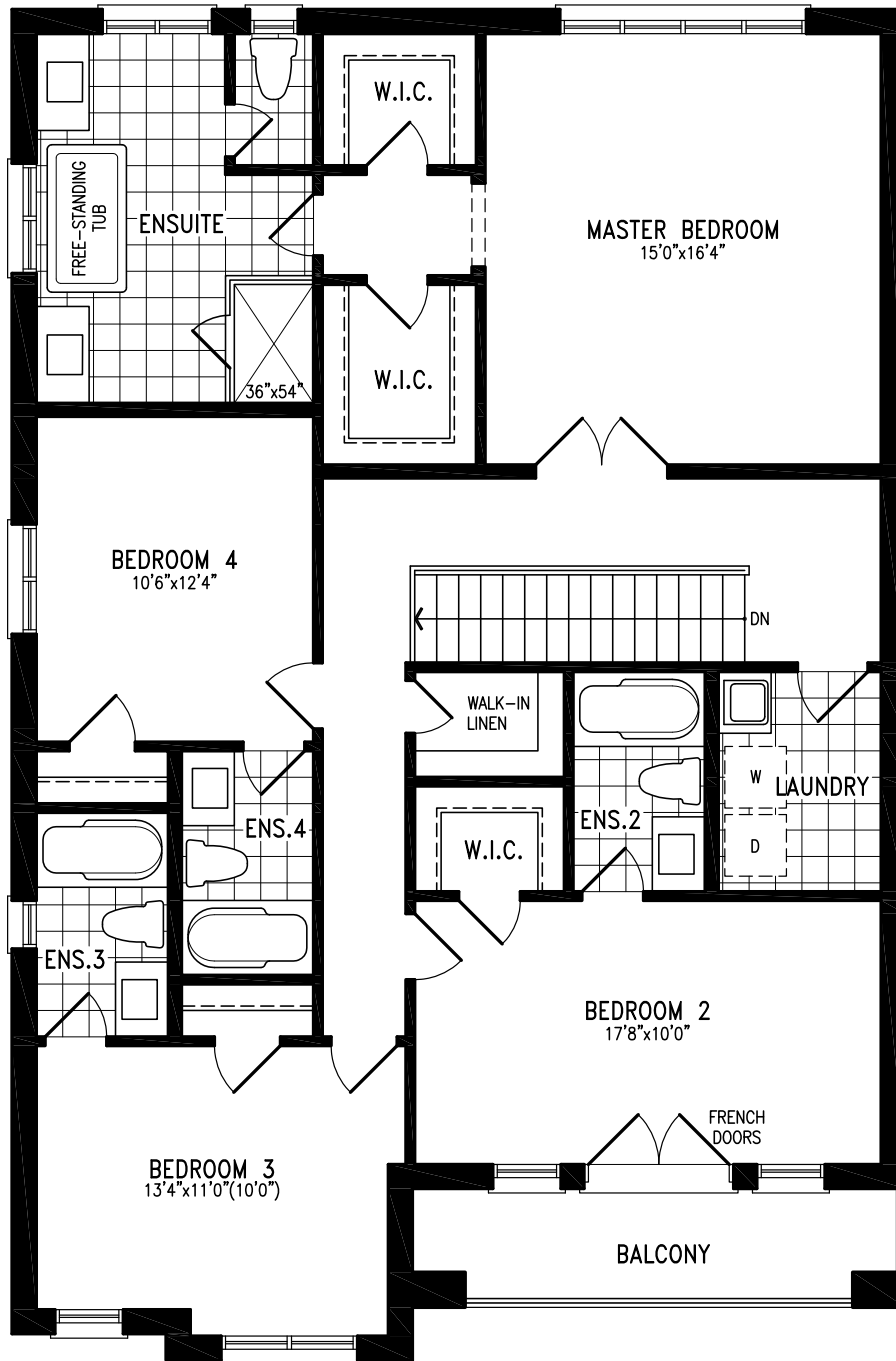 W.I.C.
FREE-STANDING
TUB
ENSUITE
MASTER BEDROOM
15'0"x16'4"
W.I.C.
36"x54"
BEDROOM 4
10'6"x12'4"
DN
WALK-IN
LINEN
W
LAUNDRY
D
ENS.4
ENS.2
W.I.C.
ENS.3
BEDROOM 2
17'8"x10'0"
FRENCH
DOORS
BEDROOM 3
13'4"x11'0"(10'0")
BALCONY